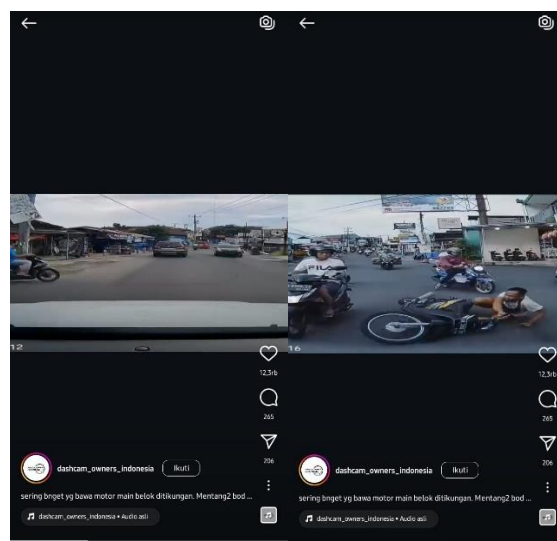 12
12,3rb
265
206
dashcam_owners_indonesia
Ikuti
sering bnget yg bawa motor main belok ditikungan. Mentang2 bod ...
dashcam_owners_indonesia • Audio asli
FILA
16
12,3rb
265
206
dashcam_owners_indonesia
Ikuti
sering bnget yg bawa motor main belok ditikungan. Mentang2 bod ...
dashcam_owners_indonesia • Audio asli